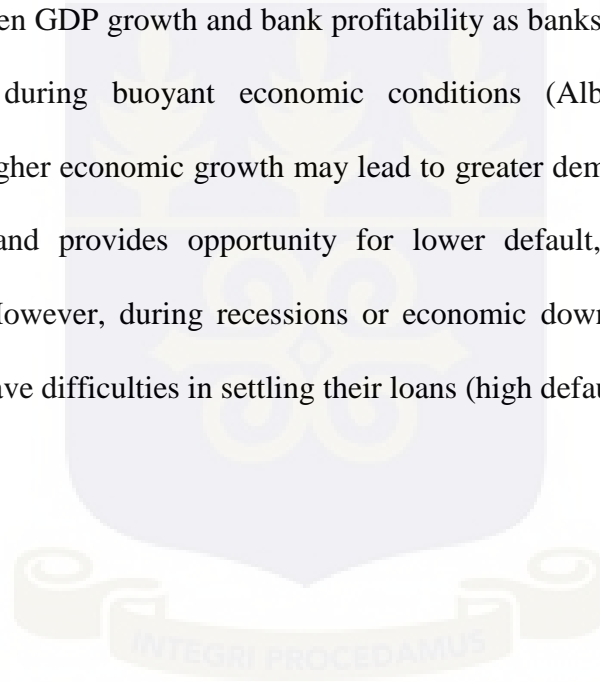 en GDP growth and bank profitability as banks
during buoyant economic conditions (Alb
gher economic growth may lead to greater dem
and provides opportunity for lower default,
However, during recessions or economic down
ave difficulties in settling their loans (high defau
INTEGRI PROCEDAMUS